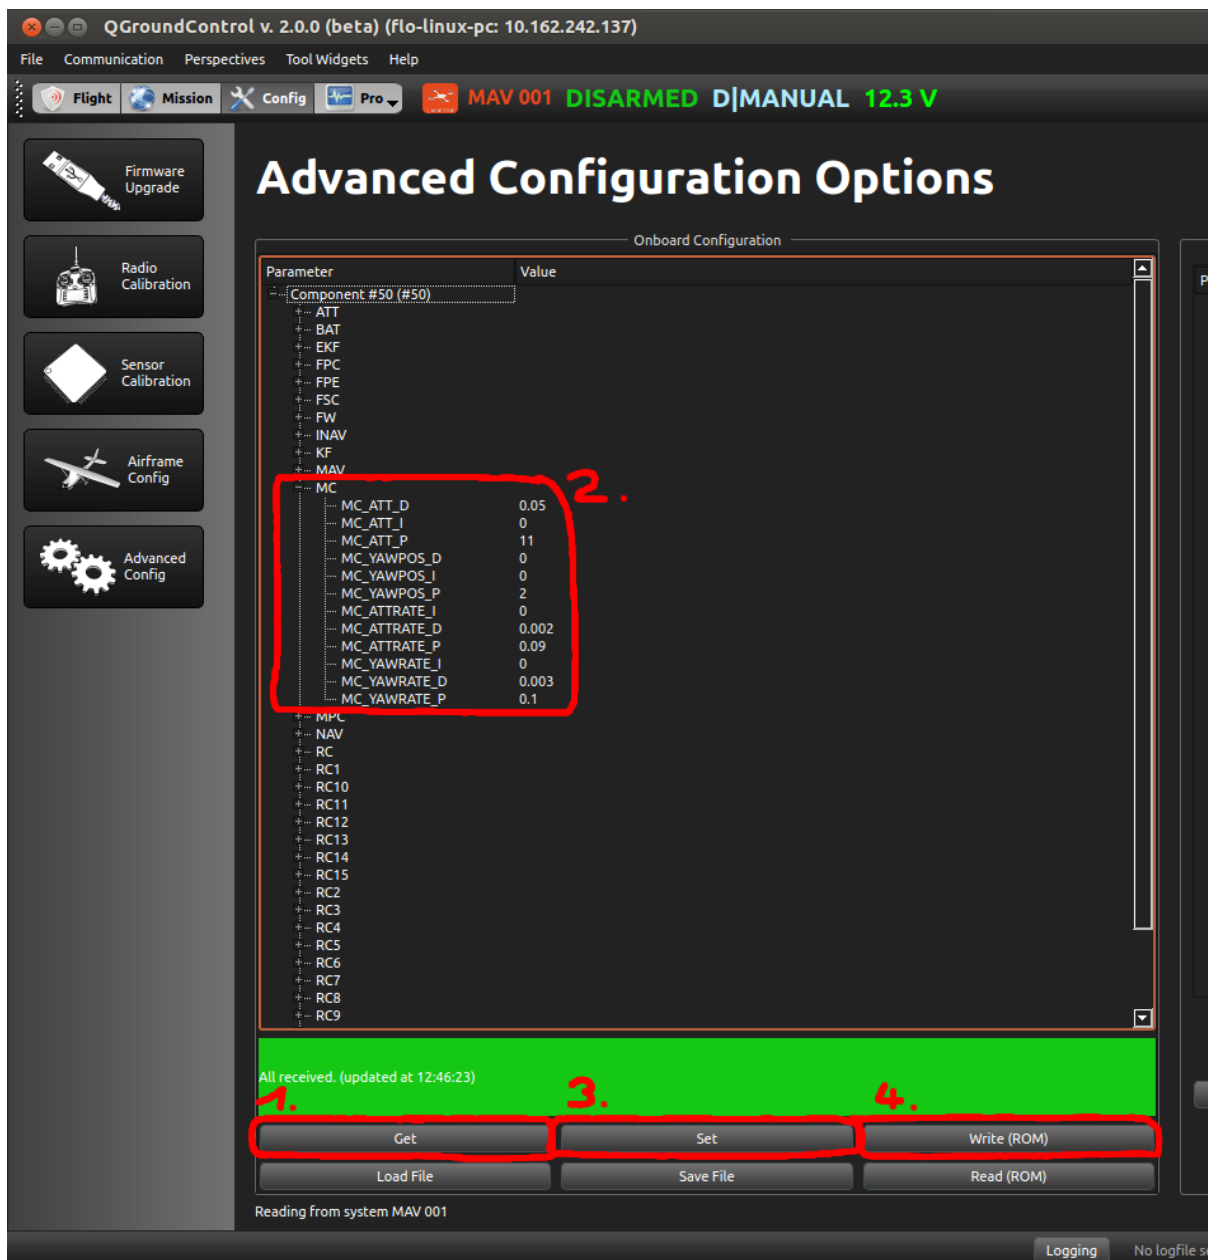 QGroundControl v. 2.0.0 (beta) (flo-linux-pc: 10.162.242.137)
File Communication Perspectives Tool Widgets Help
Flight Mission Config Pro MAV 001 DISARMED D|MANUAL 12.3 V
Firmware
Upgrade
Radio
Calibration
Sensor
Calibration
Airframe
Config
Advanced
Config
Advanced Configuration Options
Onboard Configuration
Parameter Value
Component #50 (#50)
ATT
BAT
EKF
FPC
FPE
FSC
FW
INAV
KF
MAV
MC
2.
MC_ATT_D 0.05
MC_ATT_I 0
MC_ATT_P 11
MC_YAWPOS_D 0
MC_YAWPOS_I 0
MC_YAWPOS_P 2
MC_ATTRATE_I 0
MC_ATTRATE_D 0.002
MC_ATTRATE_P 0.09
MC_YAWRATE_I 0
MC_YAWRATE_D 0.003
MC_YAWRATE_P 0.1
MPC
NAV
RC
RC1
RC10
RC11
RC12
RC13
RC14
RC15
RC2
RC3
RC4
RC5
RC6
RC7
RC8
RC9
All received. (updated at 12:46:23)
1. 3. 4.
Get Set Write (ROM)
Load File Save File Read (ROM)
Reading from system MAV 001
Logging No logfile